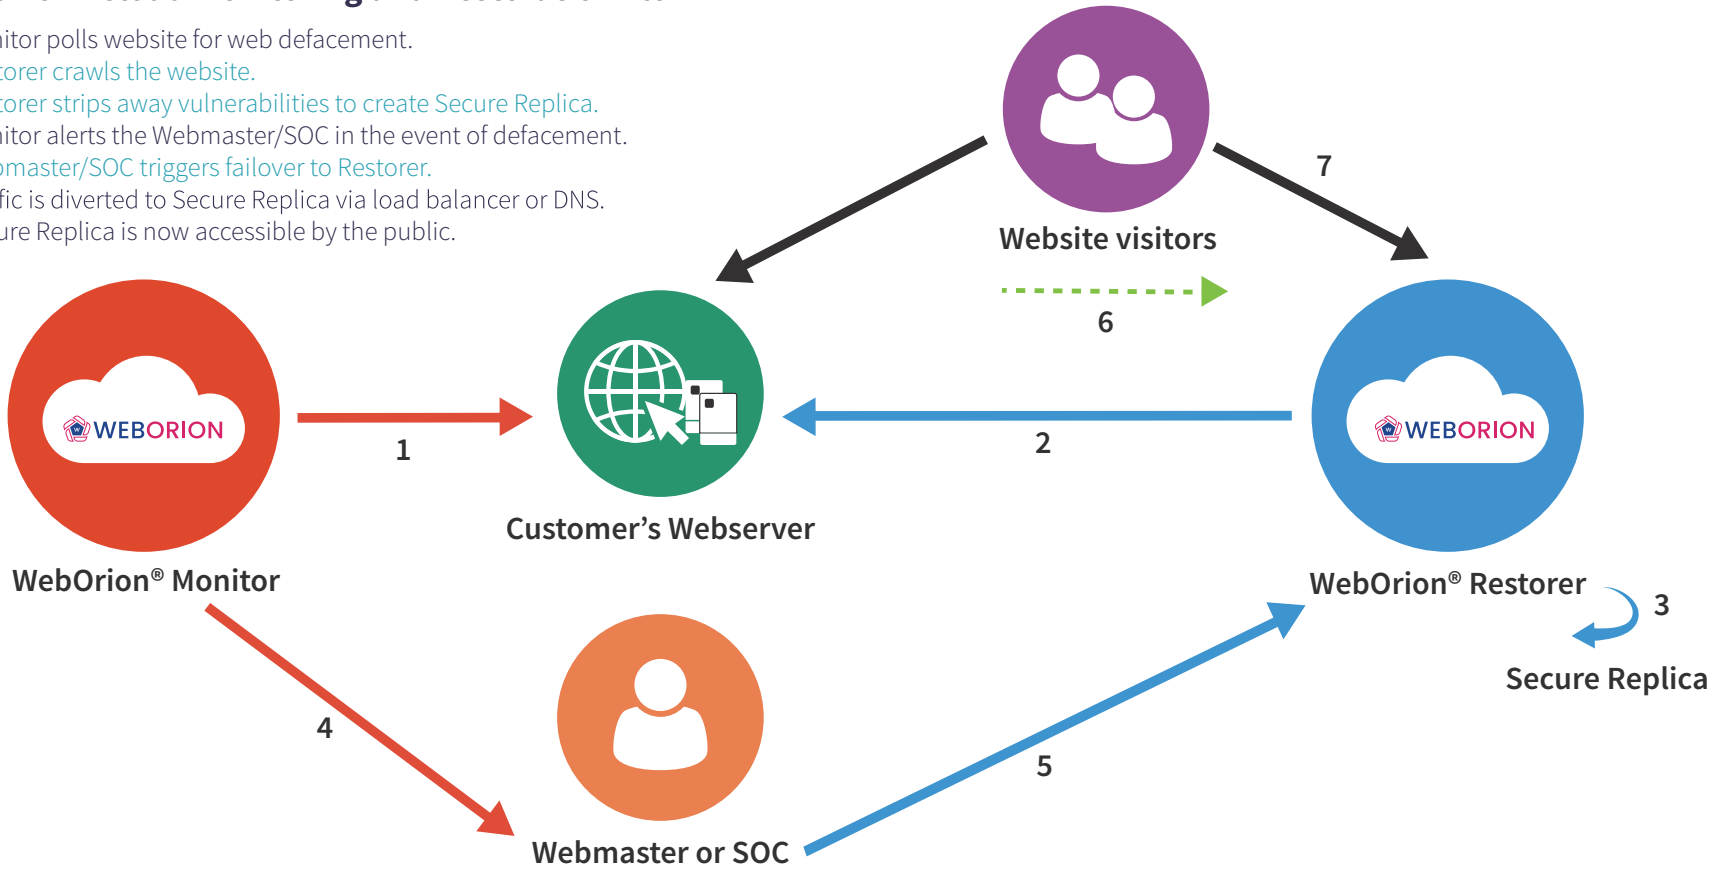 nitor polls website for web defacement.
torer crawls the website.
torer strips away vulnerabilities to create Secure Replica.
nitor alerts the Webmaster/SOC in the event of defacement.
omaster/SOC triggers failover to Restorer.
fic is diverted to Secure Replica via load balancer or DNS.
ure Replica is now accessible by the public.
7
Website visitors
6
WEBORION
1
2
WEBORION
Customer’s Webserver
WebOrion® Monitor
WebOrion® Restorer
3
Secure Replica
4
5
Webmaster or SOC